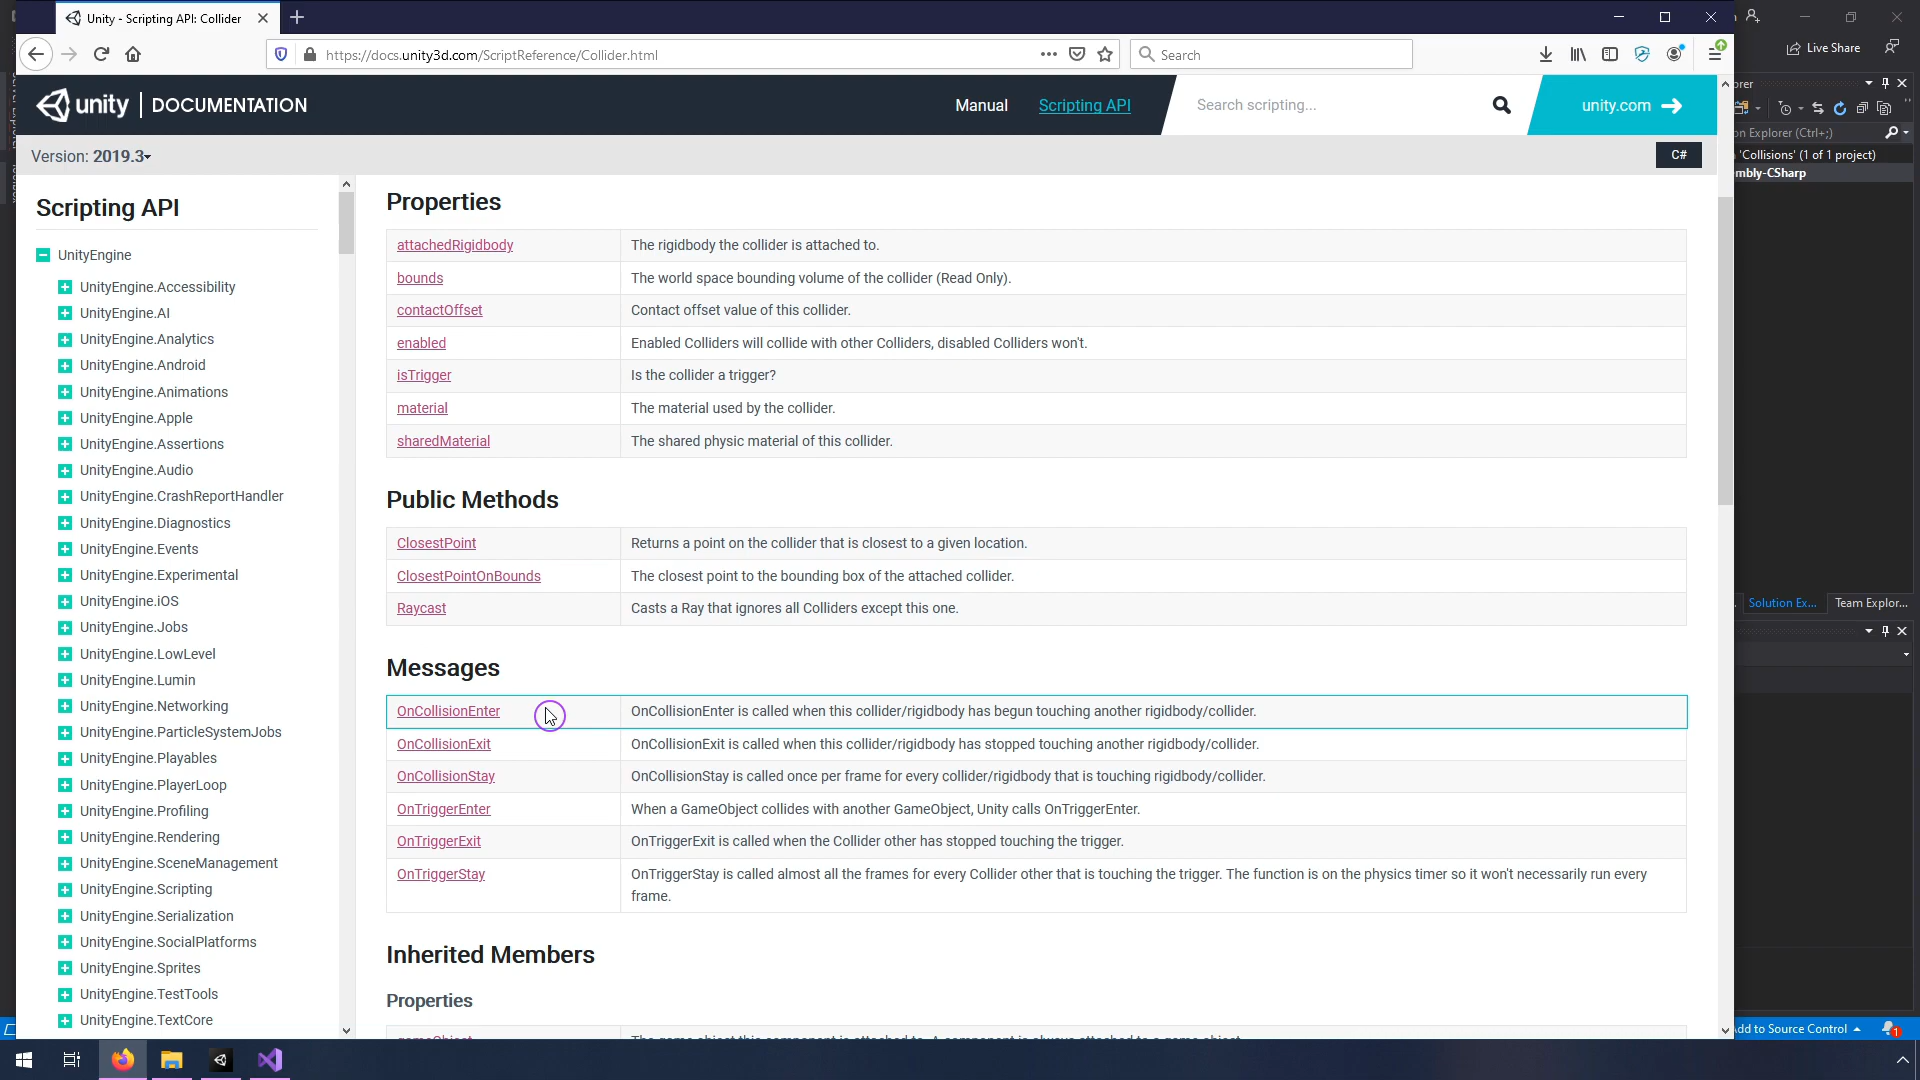 Unity - Scripting API: Collider
https://docs.unity3d.com/ScriptReference/Collider.html
Search
Live Share
unity | DOCUMENTATION
Manual
Scripting API
Search scripting...
unity.com
Version: 2019.3
C#
Scripting API
UnityEngine
UnityEngine.Accessibility
UnityEngine.AI
UnityEngine.Analytics
UnityEngine.Android
UnityEngine.Animations
UnityEngine.Apple
UnityEngine.Assertions
UnityEngine.Audio
UnityEngine.CrashReportHandler
UnityEngine.Diagnostics
UnityEngine.Events
UnityEngine.Experimental
UnityEngine.iOS
UnityEngine.Jobs
UnityEngine.LowLevel
UnityEngine.Lumin
UnityEngine.Networking
UnityEngine.ParticleSystemJobs
UnityEngine.Playables
UnityEngine.PlayerLoop
UnityEngine.Profiling
UnityEngine.Rendering
UnityEngine.SceneManagement
UnityEngine.Scripting
UnityEngine.Serialization
UnityEngine.SocialPlatforms
UnityEngine.Sprites
UnityEngine.TestTools
UnityEngine.TextCore
Properties
attachedRigidbody The rigidbody the collider is attached to.
bounds The world space bounding volume of the collider (Read Only).
contactOffset Contact offset value of this collider.
enabled Enabled Colliders will collide with other Colliders, disabled Colliders won't.
isTrigger Is the collider a trigger?
material The material used by the collider.
sharedMaterial The shared physic material of this collider.
Public Methods
ClosestPoint Returns a point on the collider that is closest to a given location.
ClosestPointOnBounds The closest point to the bounding box of the attached collider.
Raycast Casts a Ray that ignores all Colliders except this one.
Messages
OnCollisionEnter OnCollisionEnter is called when this collider/rigidbody has begun touching another rigidbody/collider.
OnCollisionExit OnCollisionExit is called when this collider/rigidbody has stopped touching another rigidbody/collider.
OnCollisionStay OnCollisionStay is called once per frame for every collider/rigidbody that is touching rigidbody/collider.
OnTriggerEnter When a GameObject collides with another GameObject, Unity calls OnTriggerEnter.
OnTriggerExit OnTriggerExit is called when the Collider other has stopped touching the trigger.
OnTriggerStay OnTriggerStay is called almost all the frames for every Collider other that is touching the trigger. The function is on the physics timer so it won't necessarily run every
frame.
Inherited Members
Properties
orer
on Explorer (Ctrl+;)
'Collisions' (1 of 1 project)
mbly-CSharp
Solution Ex...
Team Explor...
dd to Source Control
1